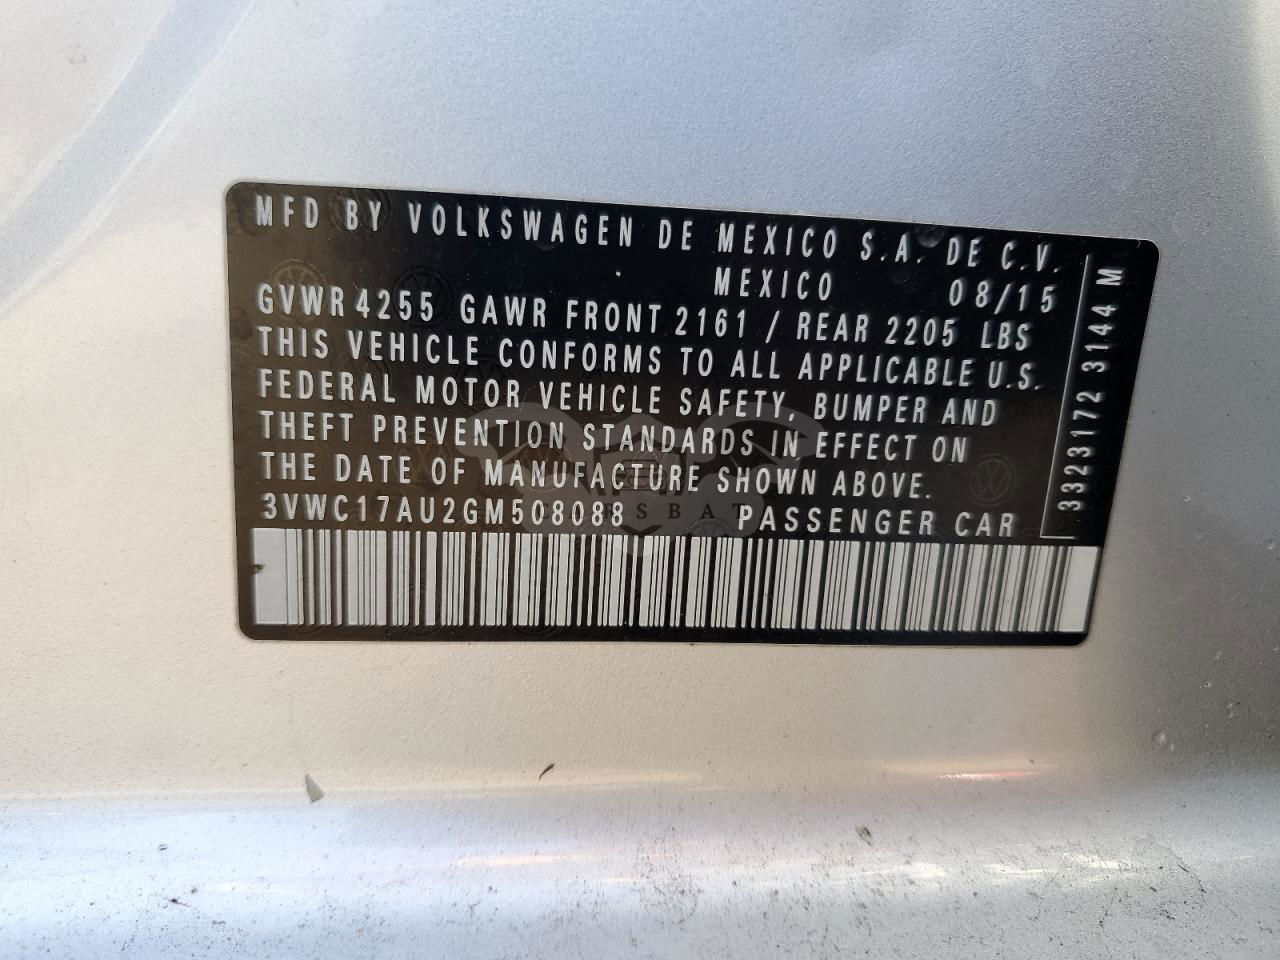 MFD BY VOLKSWAGEN DE MEXICO S.A. DE C.V.
MEXICO 08/15
GVWR 4255 GAWR FRONT 2161 / REAR 2205 LBS
THIS VEHICLE CONFORMS TO ALL APPLICABLE U.S.
FEDERAL MOTOR VEHICLE SAFETY, BUMPER AND
THEFT PREVENTION STANDARDS IN EFFECT ON
THE DATE OF MANUFACTURE SHOWN ABOVE.
3VWC17AU2GM508088 PASSENGER CAR
3323172 3144 M